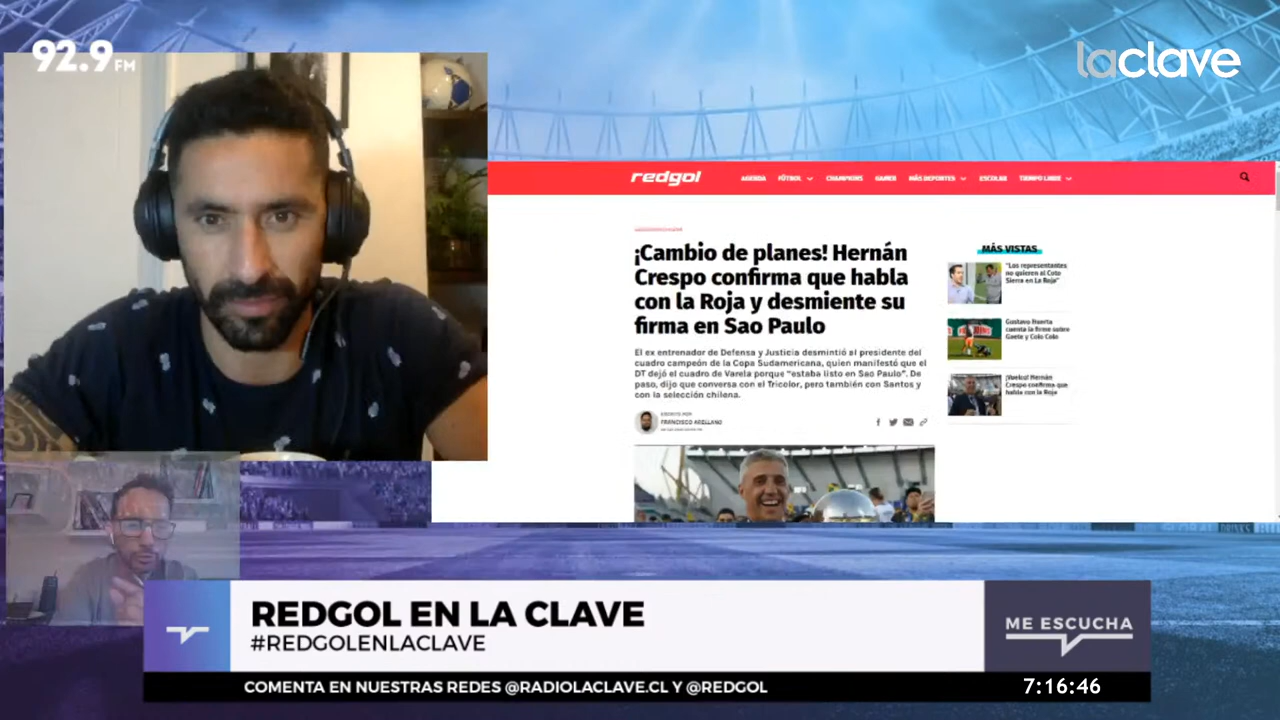 92.9 FM
laclave
redgol
AGENDA FÚTBOL CHAMPIONS GAMER MÁS DEPORTES ESCOLAR TIEMPO LIBRE
¡Cambio de planes! Hernán
Crespo confirma que habla
con la Roja y desmiente su
firma en Sao Paulo
El ex entrenador de Defensa y Justicia desmintió al presidente del
cuadro campeón de la Copa Sudamericana, quien manifestó que el
DT dejó el cuadro de Varela porque "estaba listo en Sao Paulo". De
paso, dijo que conversa con el Tricolor, pero también con Santos y
con la selección chilena.
ESCRITO POR
FRANCISCO ARELLANO
MÁS VISTAS
"Los representantes
no quieren al Coto
Sierra en La Roja"
Gustavo Huerta
cuenta la firme sobre
Gaete y Colo Colo
¡Vuelco! Hernán
Crespo confirma que
habla con la Roja
REDGOL EN LA CLAVE
#REDGOLENLACLAVE
ME ESCUCHA
COMENTA EN NUESTRAS REDES @RADIOLACLAVE.CL Y @REDGOL
7:16:46